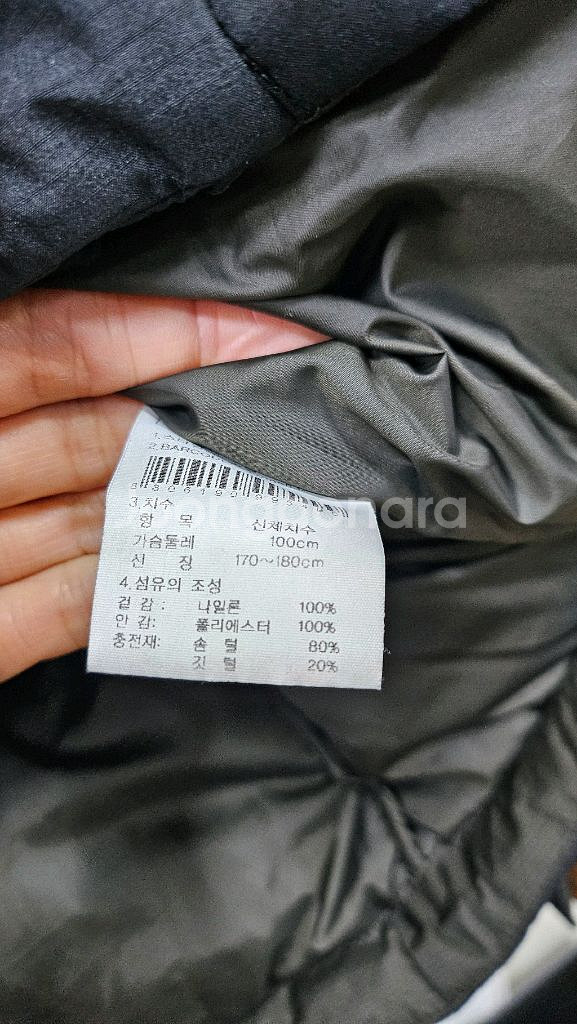 2.BARCO
3.치수
항 목 신체치수
가슴둘레 100cm
신 장 170~180cm
4.섬유의 조성
겉 감 : 나일론 100%
안 감 : 폴리에스터 100%
충전재: 솜 털 80%
깃 털 20%